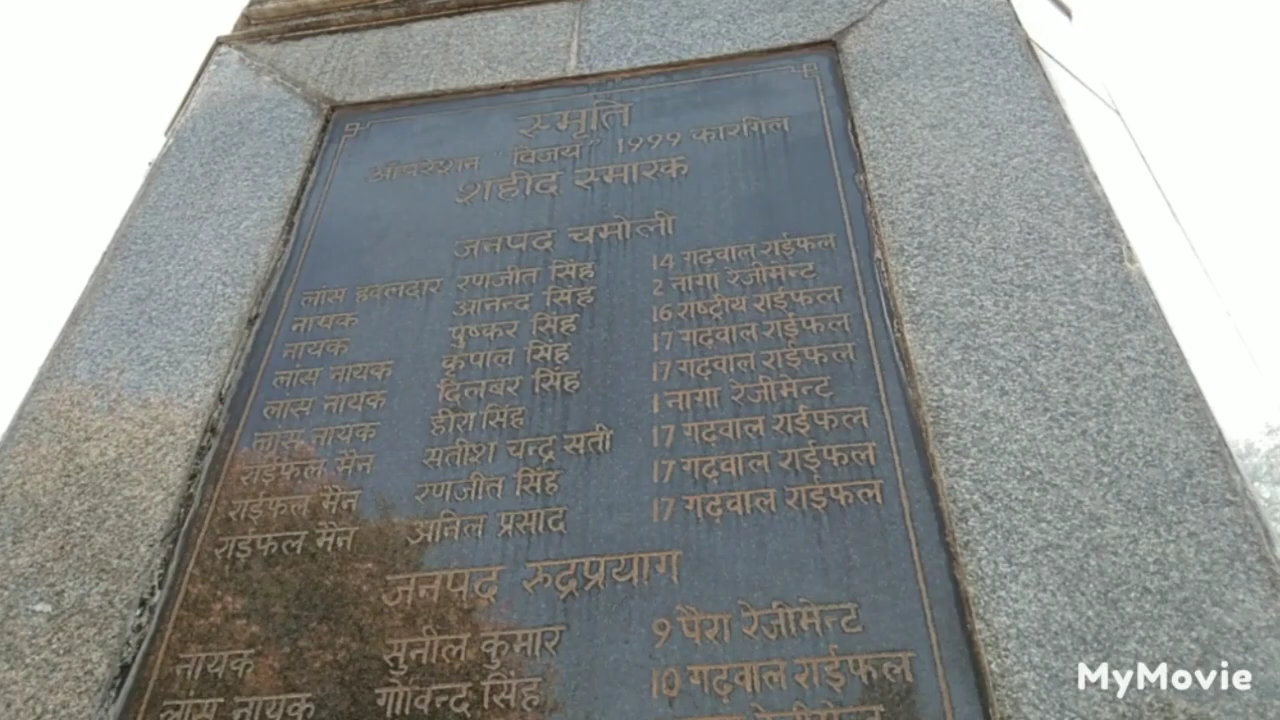 स्मृति
ऑपरेशन "विजय" 1999 कारगिल
शहीद स्मारक
जनपद चमोली
लांस हवलदार रणजीत सिंह 14 गढ़वाल राईफल
नायक आनन्द सिंह 2 नागा रेजीमेन्ट
नायक पुष्कर सिंह 16 राष्ट्रीय राईफल
लांस नायक कृपाल सिंह 17 गढ़वाल राईफल
लांस नायक दिलबर सिंह 17 गढ़वाल राईफल
लांस नायक हीरा सिंह 1 नागा रेजीमेन्ट
राईफल मैन सतीश चन्द्र सती 17 गढ़वाल राईफल
राईफल मैन रणजीत सिंह 17 गढ़वाल राईफल
राईफल मैन अनिल प्रसाद 17 गढ़वाल राईफल
जनपद रुद्रप्रयाग
नायक सुनील कुमार 9 पैरा रेजीमेन्ट
लांस नायक गोविन्द सिंह 10 गढ़वाल राईफल
रेजीमेन्ट
MyMovie